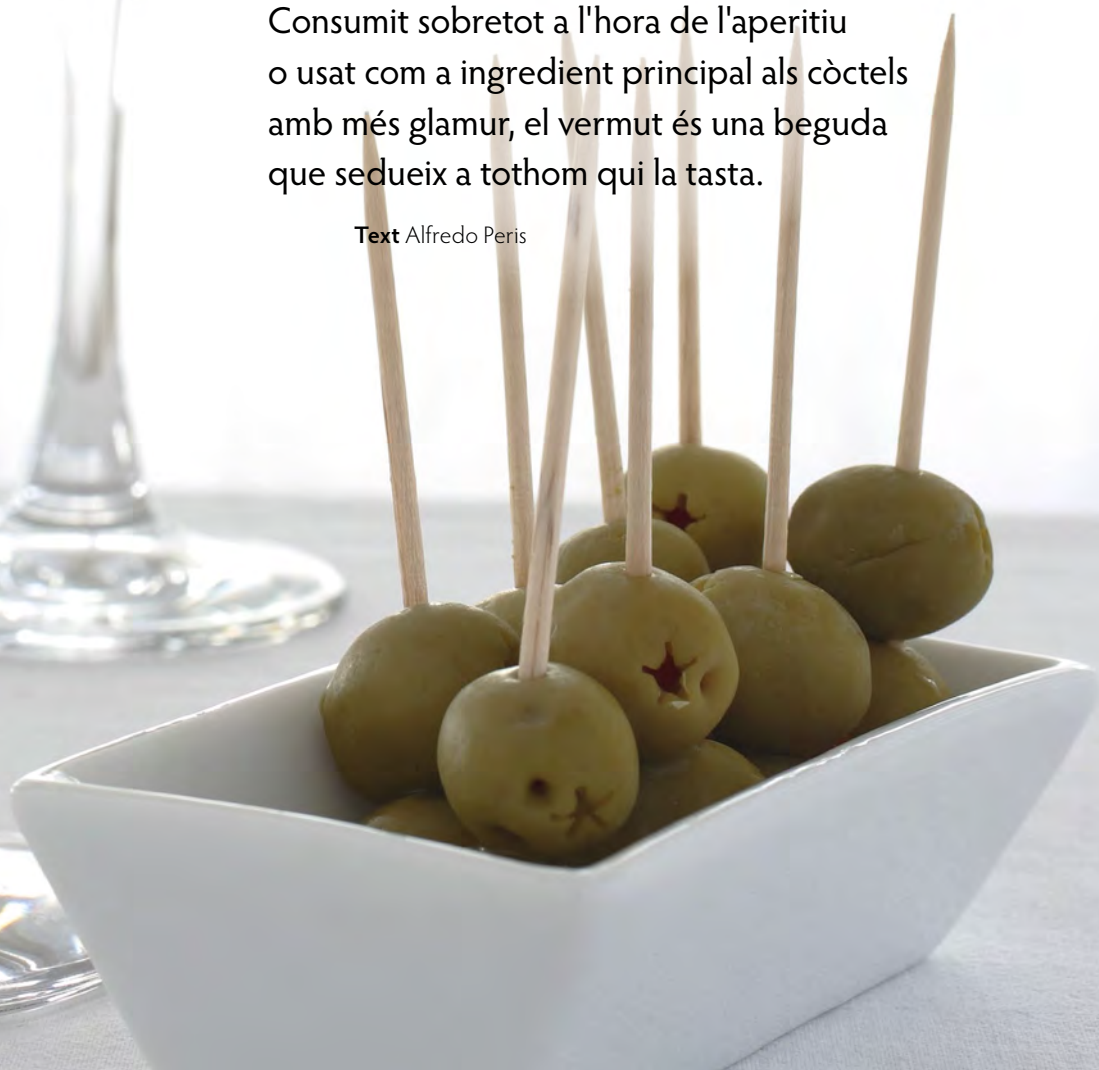 Consumit sobretot a l'hora de l'aperitiu
o usat com a ingredient principal als còctels
amb més glamur, el vermut és una beguda
que sedueix a tothom qui la tasta.
Text Alfredo Peris